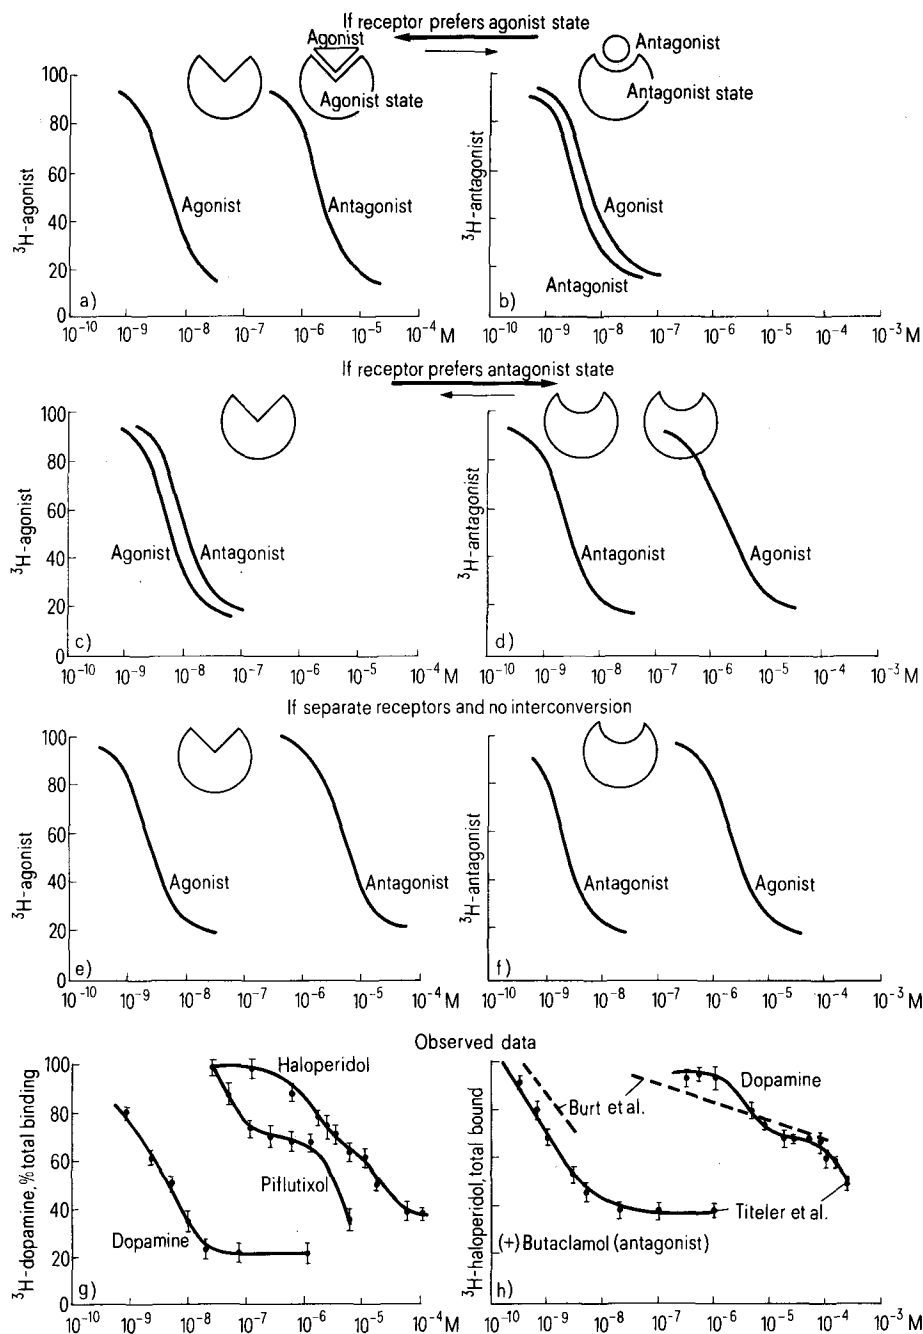 If receptor prefers agonist state
Agonist
Agonist state
Antagonist
Antagonist state
³H-agonist
100
80
60
40
20
0
Agonist
Antagonist
a)
10⁻¹⁰ 10⁻⁹ 10⁻⁸ 10⁻⁷ 10⁻⁶ 10⁻⁵ 10⁻⁴ M
³H-antagonist
Agonist
Antagonist
b)
10⁻¹⁰ 10⁻⁹ 10⁻⁸ 10⁻⁷ 10⁻⁶ 10⁻⁵ 10⁻⁴ 10⁻³ M
If receptor prefers antagonist state
³H-agonist
100
80
60
40
20
0
Agonist
Antagonist
c)
10⁻¹⁰ 10⁻⁹ 10⁻⁸ 10⁻⁷ 10⁻⁶ 10⁻⁵ 10⁻⁴ M
³H-antagonist
Antagonist
Agonist
d)
10⁻¹⁰ 10⁻⁹ 10⁻⁸ 10⁻⁷ 10⁻⁶ 10⁻⁵ 10⁻⁴ 10⁻³ M
If separate receptors and no interconversion
³H-agonist
100
80
60
40
20
0
Agonist
Antagonist
e)
10⁻¹⁰ 10⁻⁹ 10⁻⁸ 10⁻⁷ 10⁻⁶ 10⁻⁵ 10⁻⁴ M
³H-antagonist
Antagonist
Agonist
f)
10⁻¹⁰ 10⁻⁹ 10⁻⁸ 10⁻⁷ 10⁻⁶ 10⁻⁵ 10⁻⁴ 10⁻³ M
Observed data
³H-dopamine, % total binding
100
80
60
40
20
0
Haloperidol
Piflutixol
Dopamine
g)
10⁻¹⁰ 10⁻⁹ 10⁻⁸ 10⁻⁷ 10⁻⁶ 10⁻⁵ 10⁻⁴ M
³H-haloperidol, total bound
Dopamine
Burt et al.
Titeler et al.
(+) Butaclamol (antagonist)
h)
10⁻¹⁰ 10⁻⁹ 10⁻⁸ 10⁻⁷ 10⁻⁶ 10⁻⁵ 10⁻⁴ 10⁻³ M